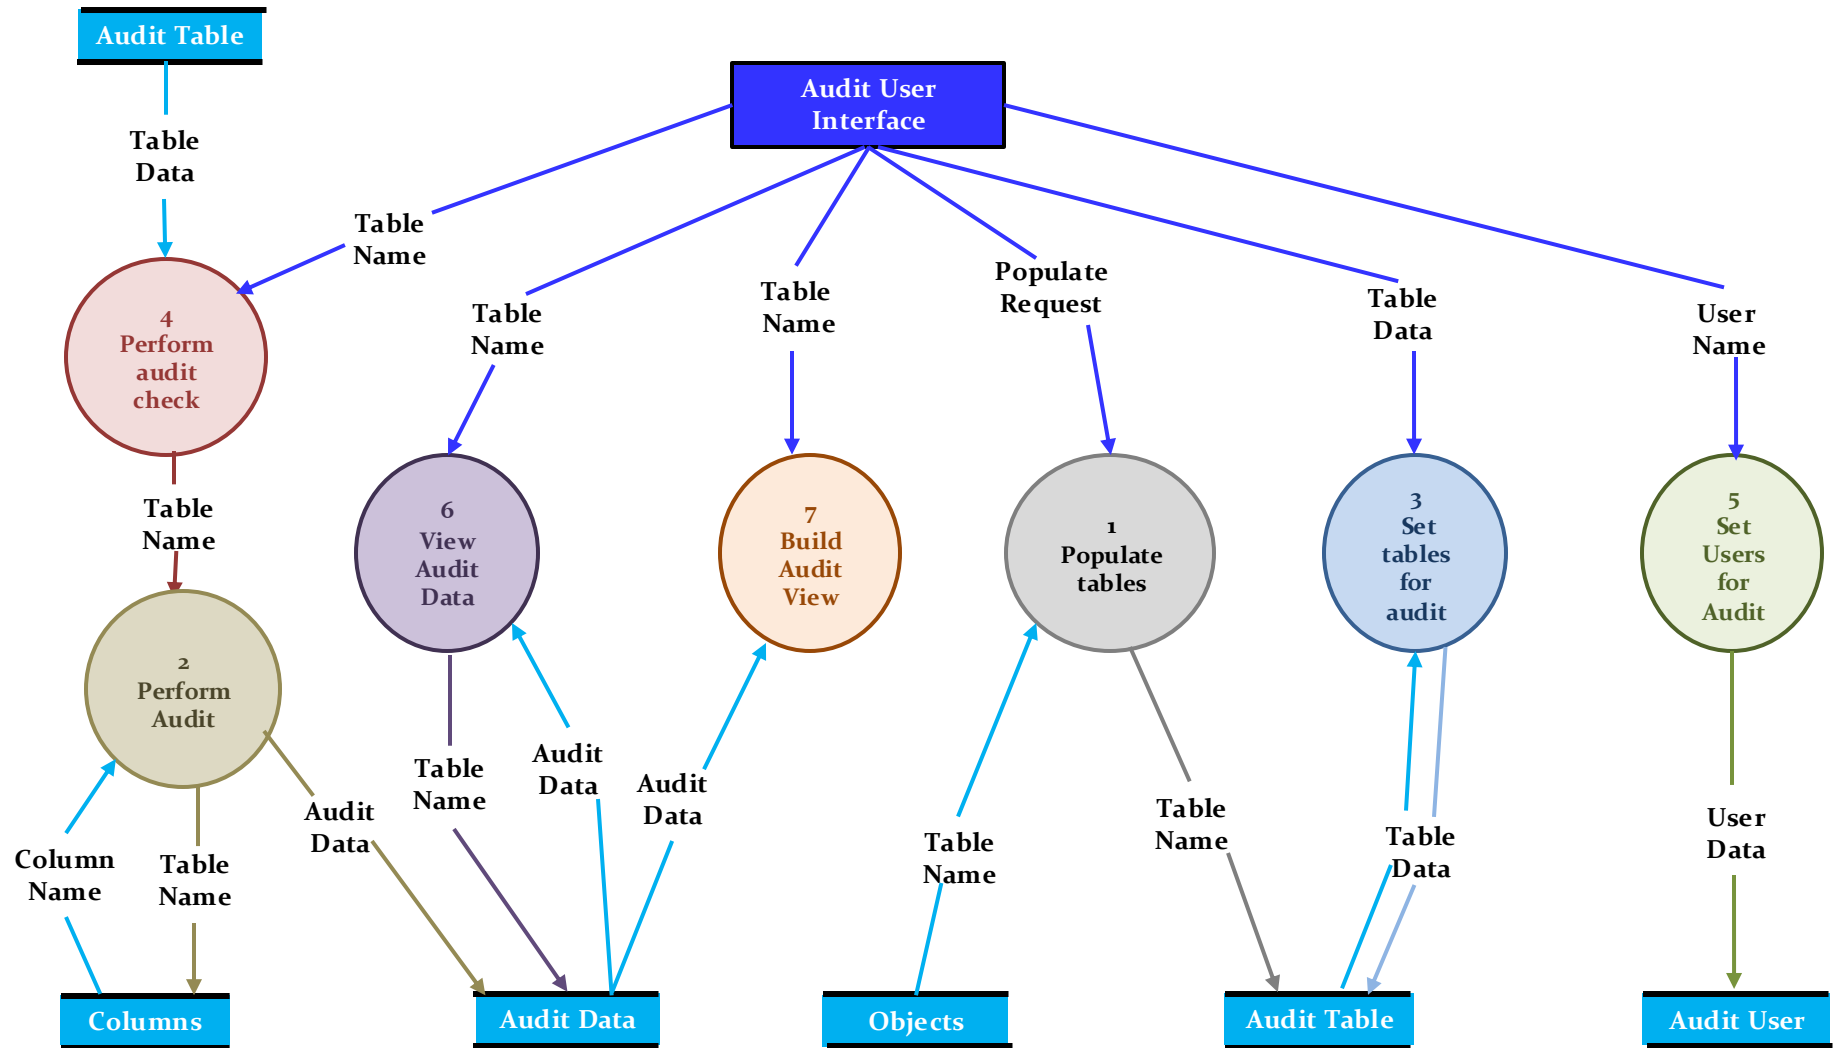 Audit Table
Audit User
Interface
Table
Data
Table
Name
Table
Name
Table
Name
Populate
Request
Table
Data
User
Name
4
Perform
audit
check
Table
Name
6
View
Audit
Data
7
Build
Audit
View
1
Populate
tables
3
Set
tables
for
audit
5
Set
Users
for
Audit
2
Perform
Audit
Column
Name
Table
Name
Audit
Data
Table
Name
Audit
Data
Audit
Data
Table
Name
Table
Name
Table
Data
User
Data
Columns
Audit Data
Objects
Audit Table
Audit User